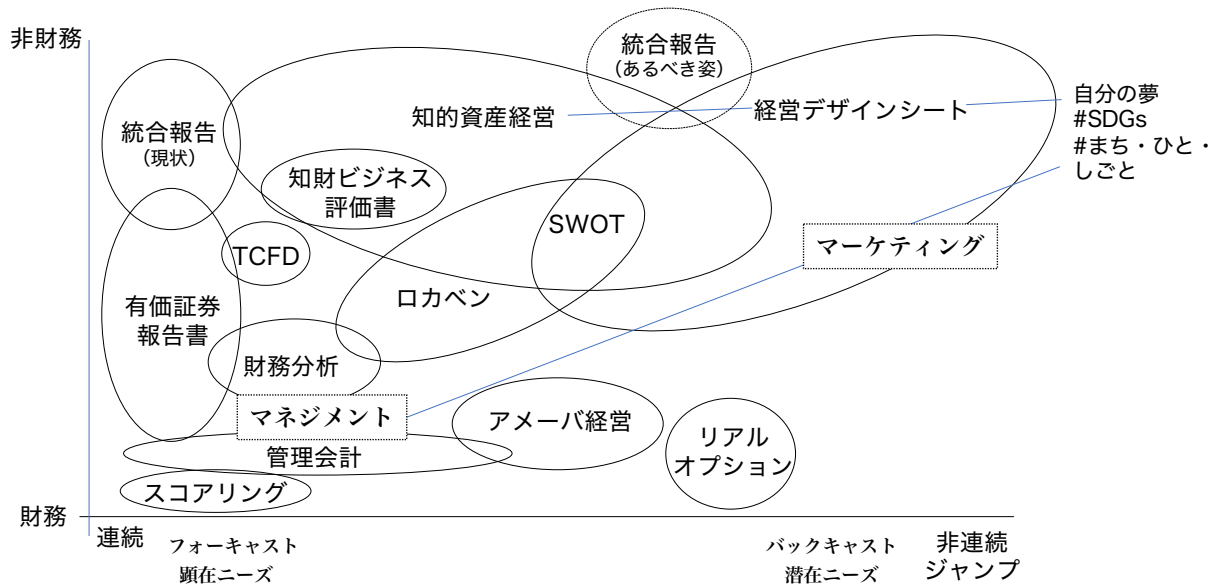 非財務
統合報告
(あるべき姿)
統合報告
(現状)
知的資産経営
経営デザインシート
自分の夢
#SDGs
#まち・ひと・
しごと
知財ビジネス
評価書
SWOT
TCFD
マーケティング
ロカベン
有価証券
報告書
財務分析
マネジメント
アメーバ経営
リアル
オプション
管理会計
スコアリング
財務
連続
フォーキャスト
顕在ニーズ
バックキャスト
潜在ニーズ
非連続
ジャンプ